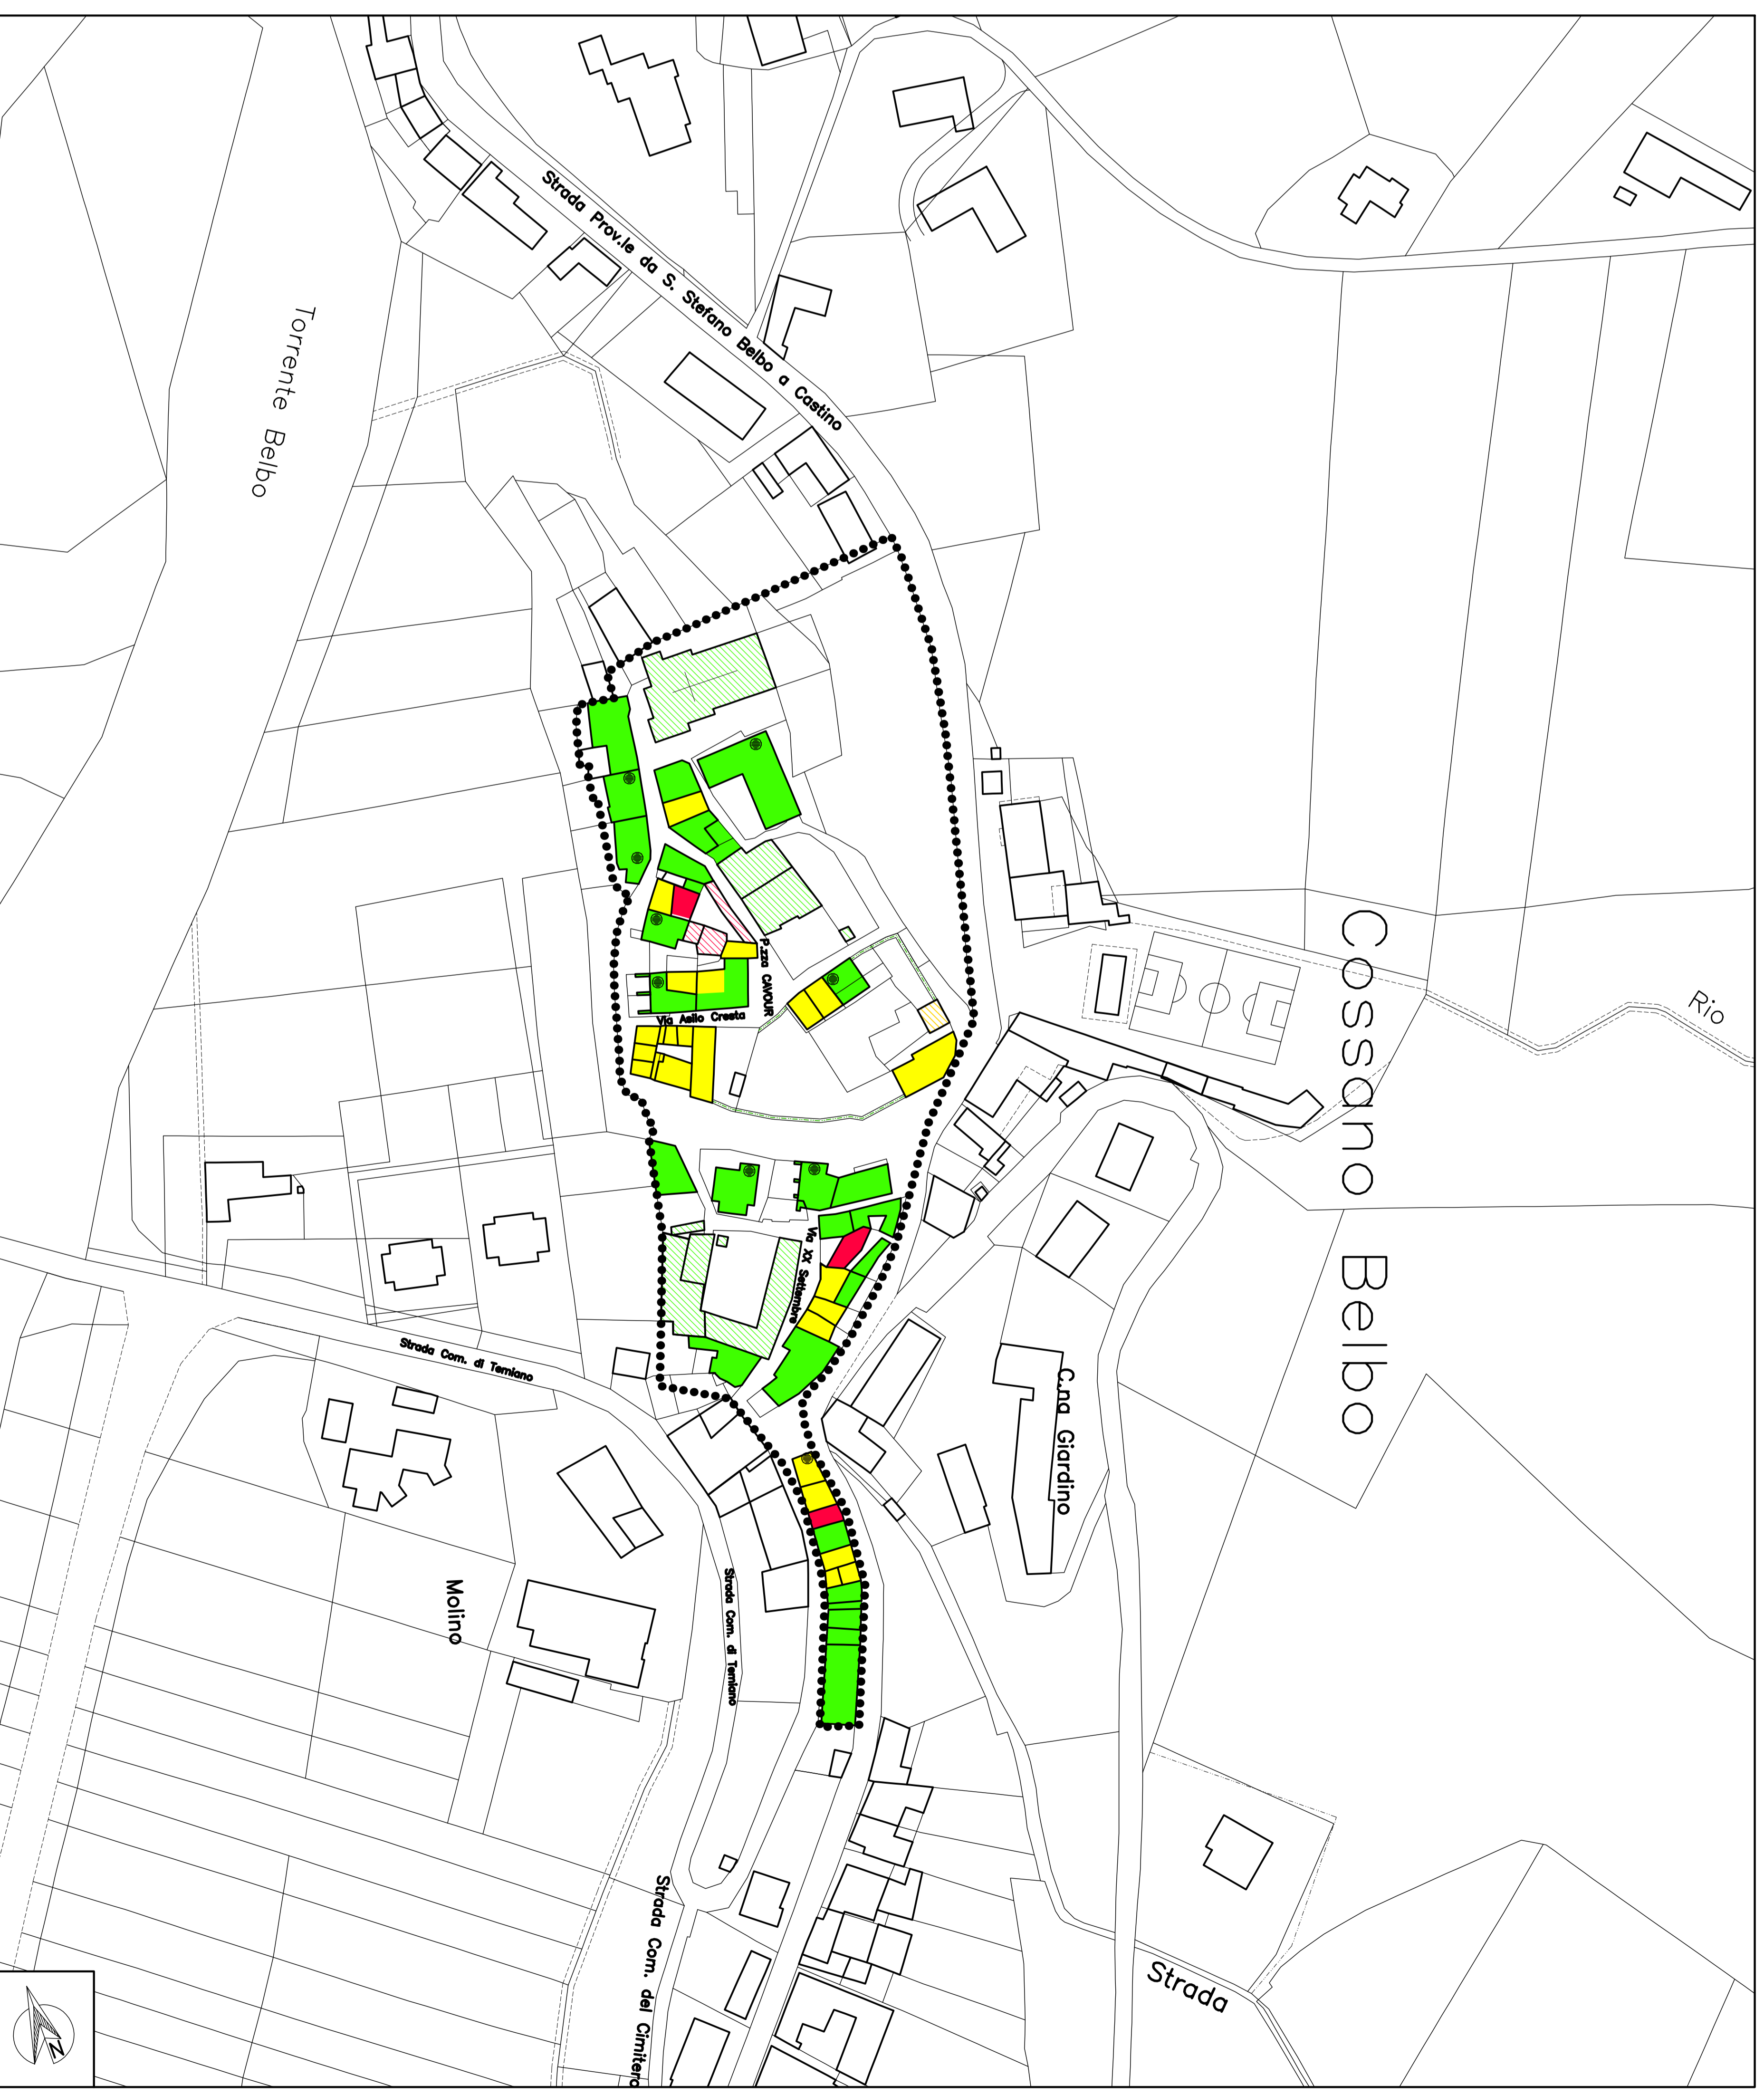 Strada Prov.le da S. Stefano Belbo a Castino
Torrente Belbo
Cossano Belbo
Rio
P.zza CAVOUR
Via Asilo Cresta
Via XX Settembre
C.na Giardino
Strada Com. di Terniano
Strada Com. di Terniano
Molino
Strada Com. del Cimitero
Strada
N